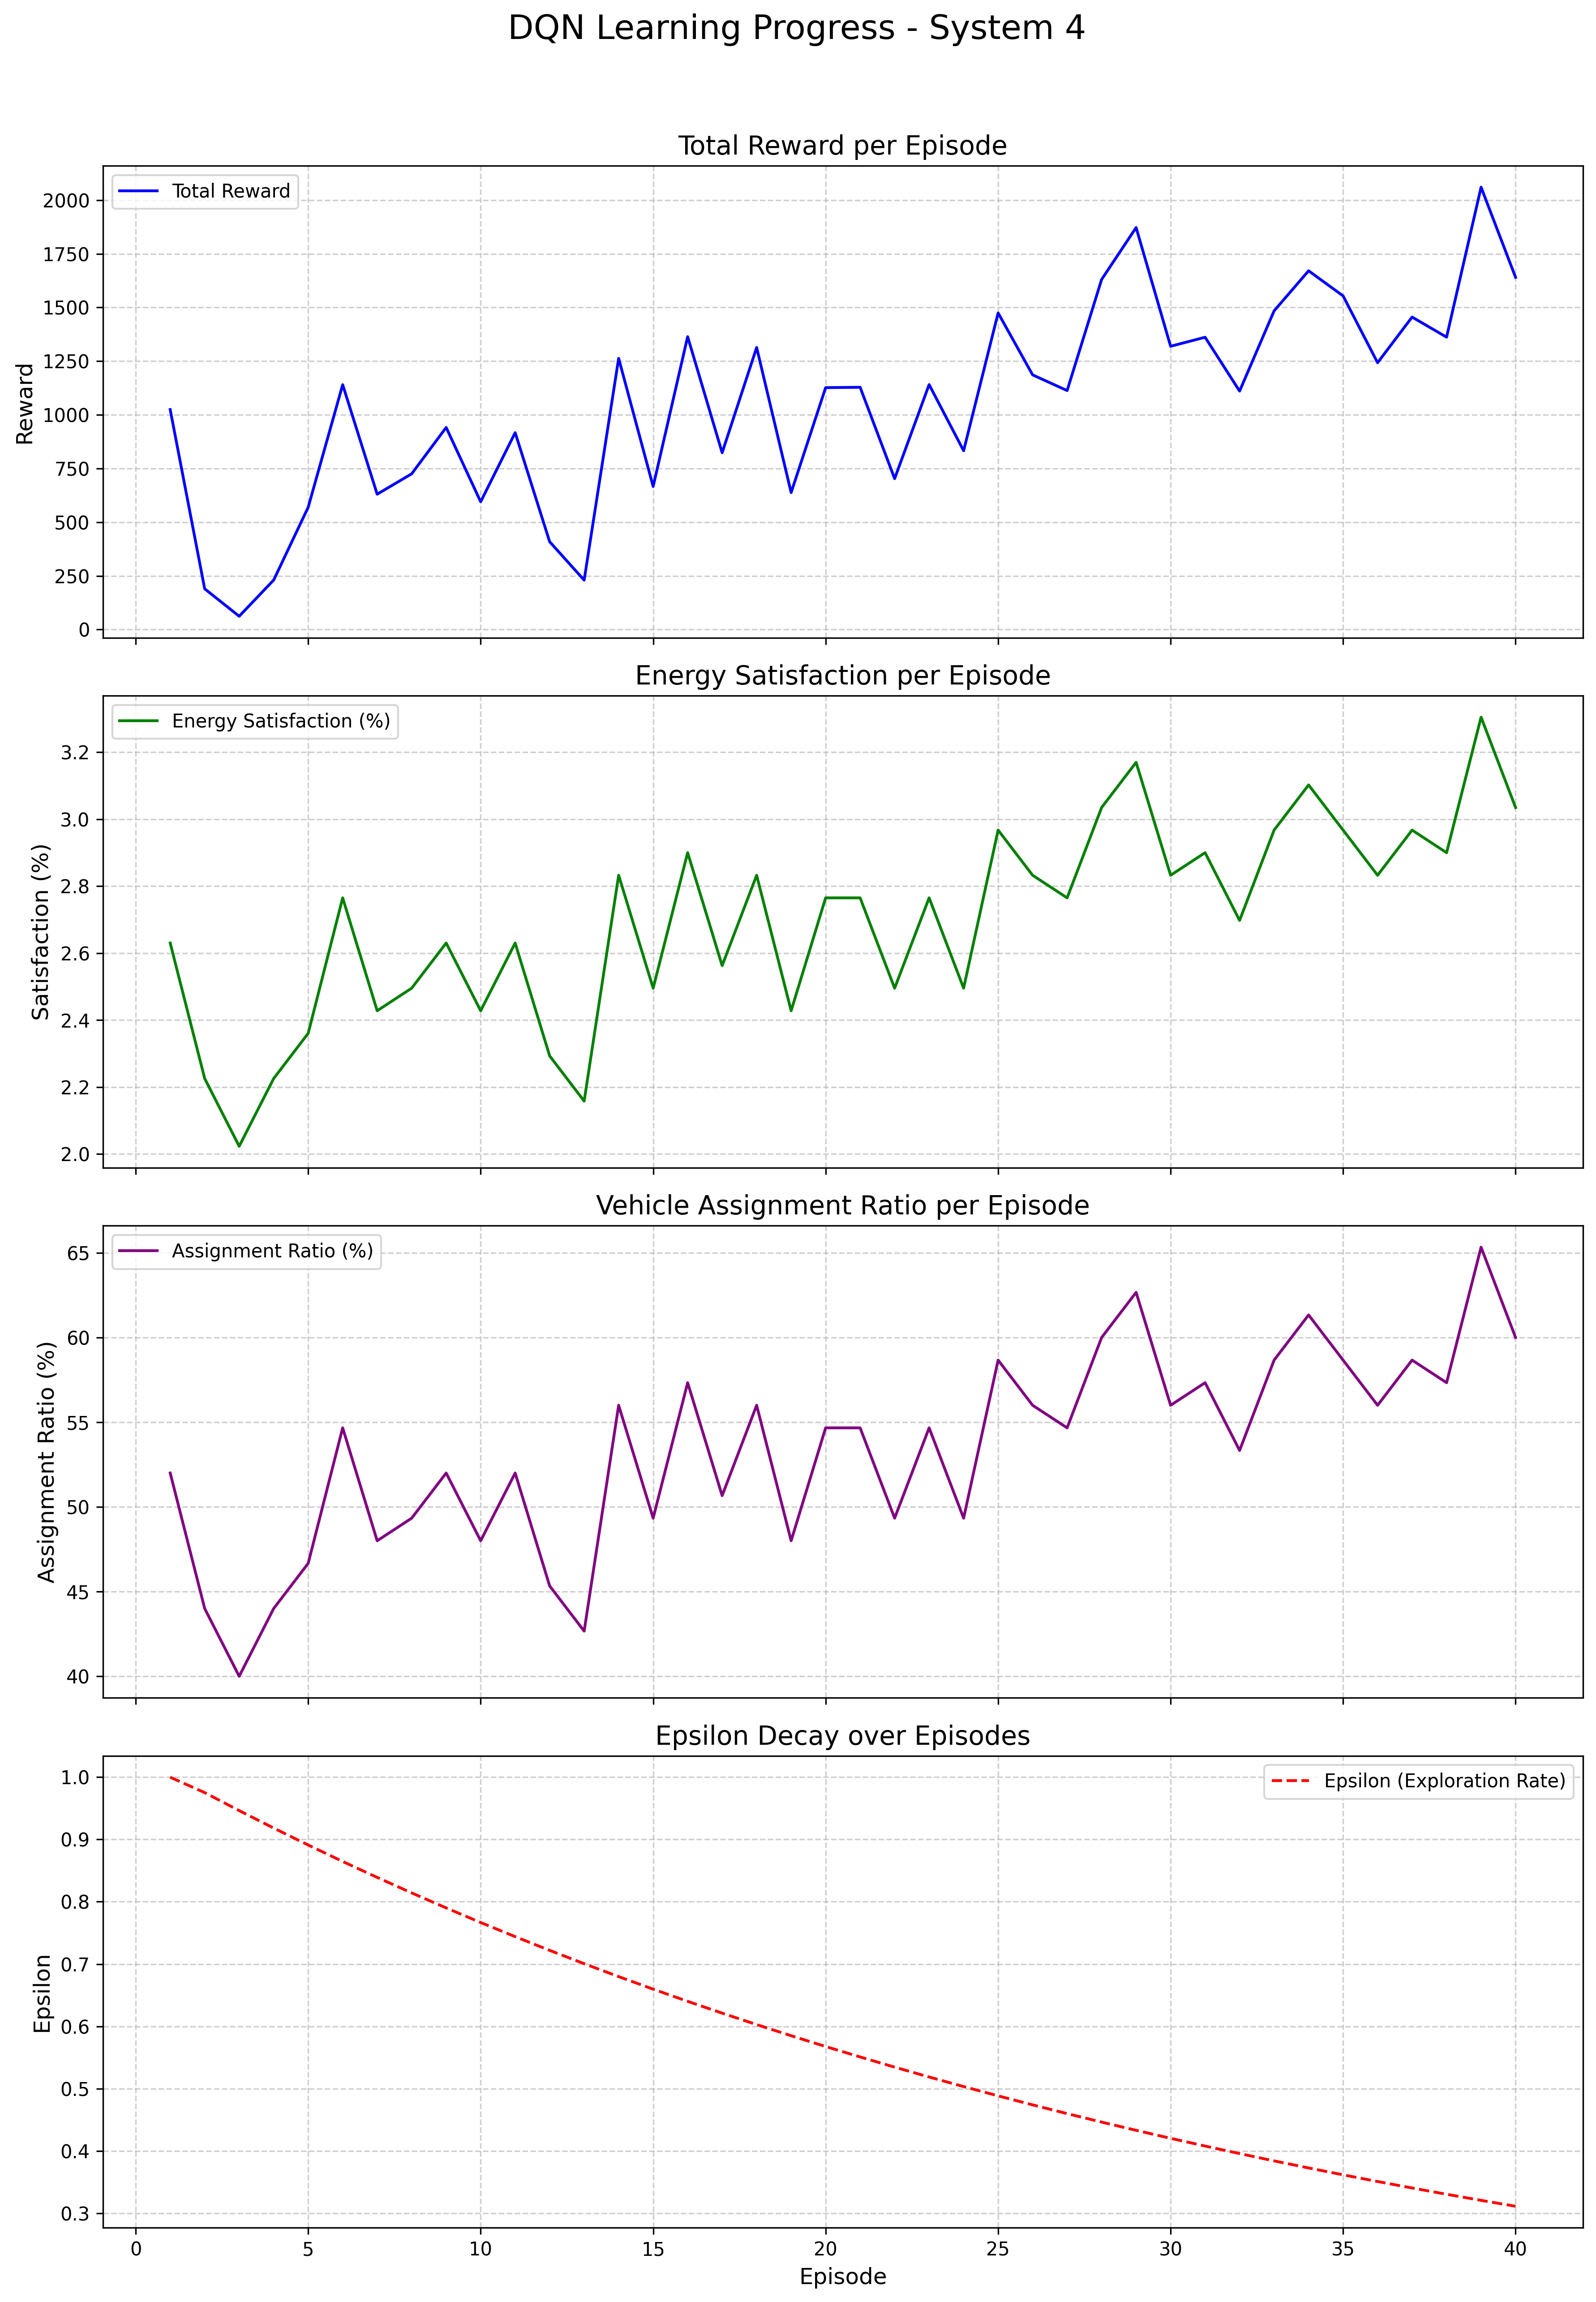 DQN Learning Progress - System 4
Total Reward per Episode
Total Reward
2000
1750
1500
1250
1000
750
500
250
0
Reward
Energy Satisfaction per Episode
Energy Satisfaction (%)
3.2
3.0
2.8
2.6
2.4
2.2
2.0
Satisfaction (%)
Vehicle Assignment Ratio per Episode
Assignment Ratio (%)
65
60
55
50
45
40
Assignment Ratio (%)
Epsilon Decay over Episodes
Epsilon (Exploration Rate)
1.0
0.9
0.8
0.7
0.6
0.5
0.4
0.3
Epsilon
0 5 10 15 20 25 30 35 40
Episode